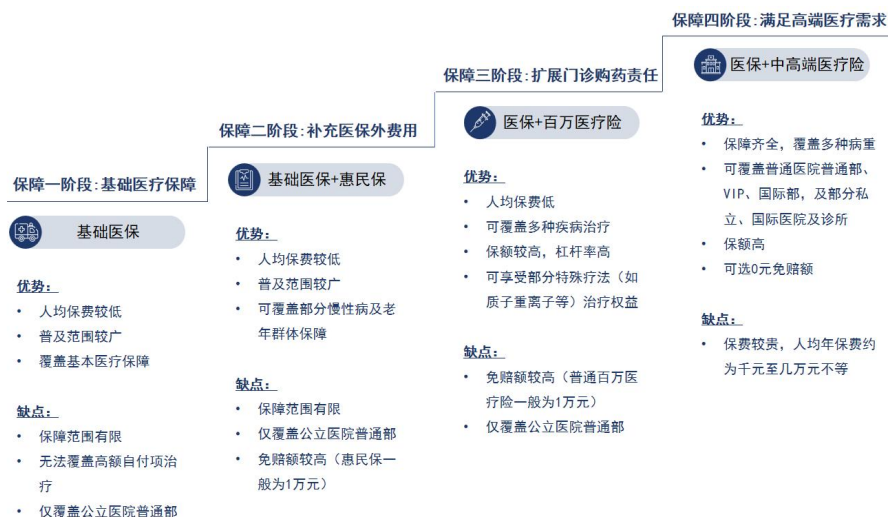 保障一阶段:基础医疗保障
基础医保
优势：
• 人均保费较低
• 普及范围较广
• 覆盖基本医疗保障
缺点：
• 保障范围有限
• 无法覆盖高额自付项治
疗
• 仅覆盖公立医院普通部
保障二阶段:补充医保外费用
基础医保+惠民保
优势：
• 人均保费较低
• 普及范围较广
• 可覆盖部分慢性病及老
年群体保障
缺点：
• 保障范围有限
• 仅覆盖公立医院普通部
• 免赔额较高（惠民保一
般为1万元）
保障三阶段:扩展门诊购药责任
医保+百万医疗险
优势：
• 人均保费低
• 可覆盖多种疾病治疗
• 保额较高，杠杆率高
• 可享受部分特殊疗法（如
质子重离子等）治疗权益
缺点：
• 免赔额较高（普通百万医
疗险一般为1万元）
• 仅覆盖公立医院普通部
保障四阶段:满足高端医疗需求
医保+中高端医疗险
优势：
• 保障齐全，覆盖多种病重
• 可覆盖普通医院普通部、
VIP、国际部，及部分私
立、国际医院及诊所
• 保额高
• 可选0元免赔额
缺点：
• 保费较贵，人均年保费约
为千元至几万元不等